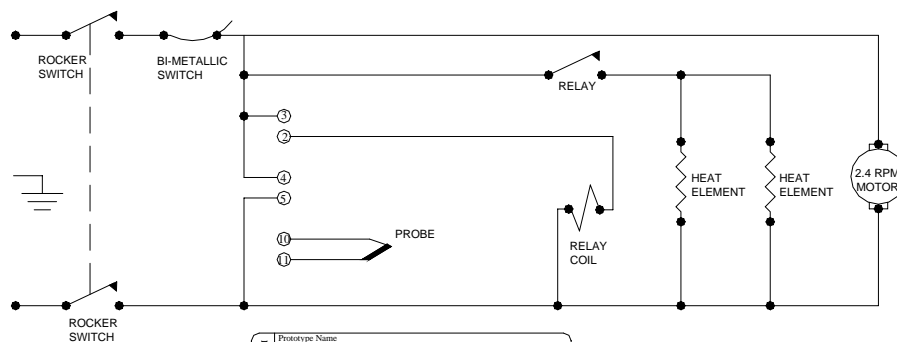 ROCKER
SWITCH
BI-METALLIC
SWITCH
RELAY
3
2
4
5
10
11
PROBE
RELAY
COIL
HEAT
ELEMENT
HEAT
ELEMENT
2.4 RPM
MOTOR
ROCKER
SWITCH
Prototype Name